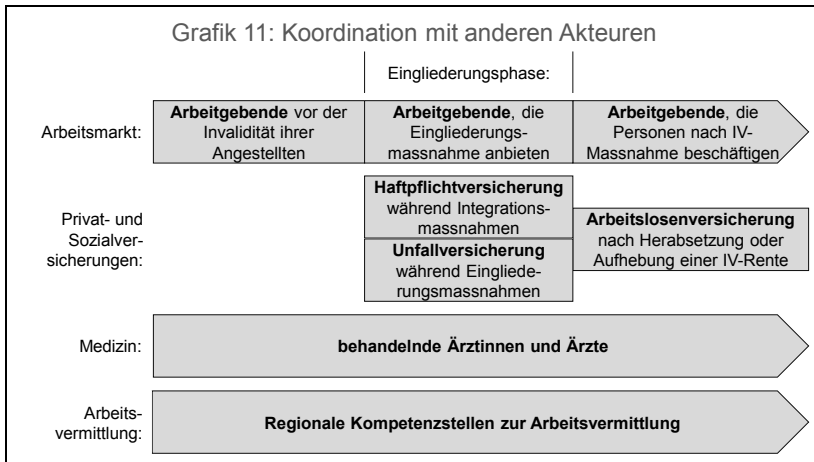 Grafik 11: Koordination mit anderen Akteuren
Eingliederungsphase:
Arbeitsmarkt:
Arbeitgebende vor der
Invalidität ihrer
Angestellten
Arbeitgebende, die
Eingliederungs-
massnahme anbieten
Arbeitgebende, die
Personen nach IV-
Massnahme beschäftigen
Privat- und
Sozialver-
sicherungen:
Haftpflichtversicherung
während Integrations-
massnahmen
Unfallversicherung
während Eingliede-
rungsmassnahmen
Arbeitslosenversicherung
nach Herabsetzung oder
Aufhebung einer IV-Rente
Medizin:
behandelnde Ärztinnen und Ärzte
Arbeits-
vermittlung:
Regionale Kompetenzstellen zur Arbeitsvermittlung